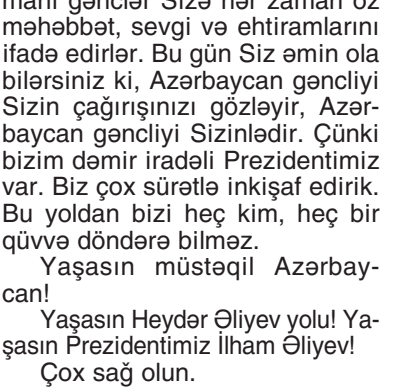 mani gənclər Sizə hər zaman öz
məhəbbət, sevgi və ehtiramlarını
ifadə edirlər. Bu gün Siz əmin ola
bilərsiniz ki, Azərbaycan gəncliyi
Sizin çağırışınızı gözləyir, Azər-
baycan gəncliyi Sizinlədir. Çünki
bizim dəmir iradəli Prezidentimiz
var. Biz çox sürətlə inkişaf edirik.
Bu yoldan bizi heç kim, heç bir
qüvvə döndərə bilməz.
Yaşasın müstəqil Azərbay-
can!
Yaşasın Heydər Əliyev yolu! Ya-
şasın Prezidentimiz İlham Əliyev!
Çox sağ olun.